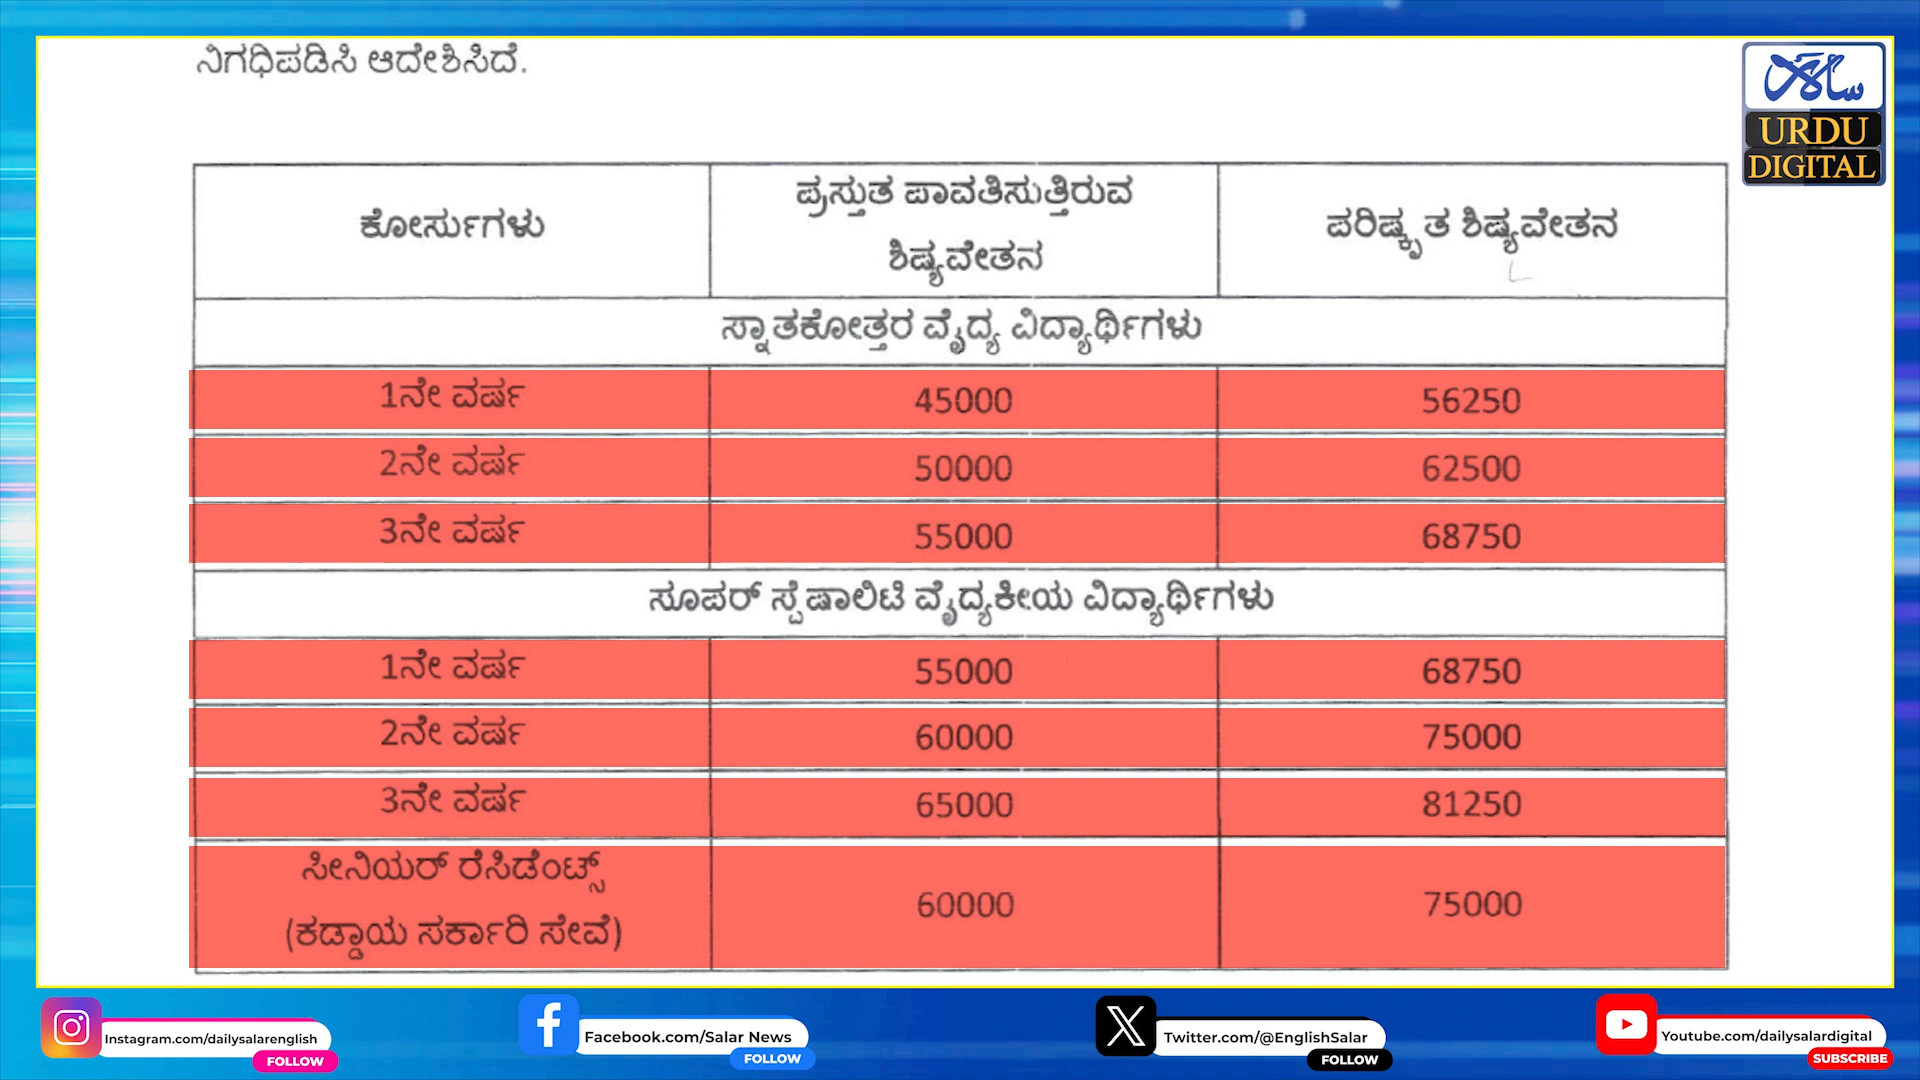 ನಿಗಧಿಪಡಿಸಿ ಆದೇಶಿಸಿದೆ.
سالار
URDU
DIGITAL
ಕೋರ್ಸುಗಳು
ಪ್ರಸ್ತುತ ಪಾವತಿಸುತ್ತಿರುವ
ಶಿಷ್ಯವೇತನ
ಪರಿಷ್ಕೃತ ಶಿಷ್ಯವೇತನ
ಸ್ನಾತಕೋತ್ತರ ವೈದ್ಯ ವಿದ್ಯಾರ್ಥಿಗಳು
1ನೇ ವರ್ಷ 45000 56250
2ನೇ ವರ್ಷ 50000 62500
3ನೇ ವರ್ಷ 55000 68750
ಸೂಪರ್ ಸ್ಪೆಷಾಲಿಟಿ ವೈದ್ಯಕೀಯ ವಿದ್ಯಾರ್ಥಿಗಳು
1ನೇ ವರ್ಷ 55000 68750
2ನೇ ವರ್ಷ 60000 75000
3ನೇ ವರ್ಷ 65000 81250
ಸೀನಿಯರ್ ರೆಸಿಡೆಂಟ್ಸ್
(ಕಡ್ಡಾಯ ಸರ್ಕಾರಿ ಸೇವೆ) 60000 75000
Instagram.com/dailysalarenglish
FOLLOW
Facebook.com/Salar News
FOLLOW
Twitter.com/@EnglishSalar
FOLLOW
Youtube.com/dailysalardigital
SUBSCRIBE